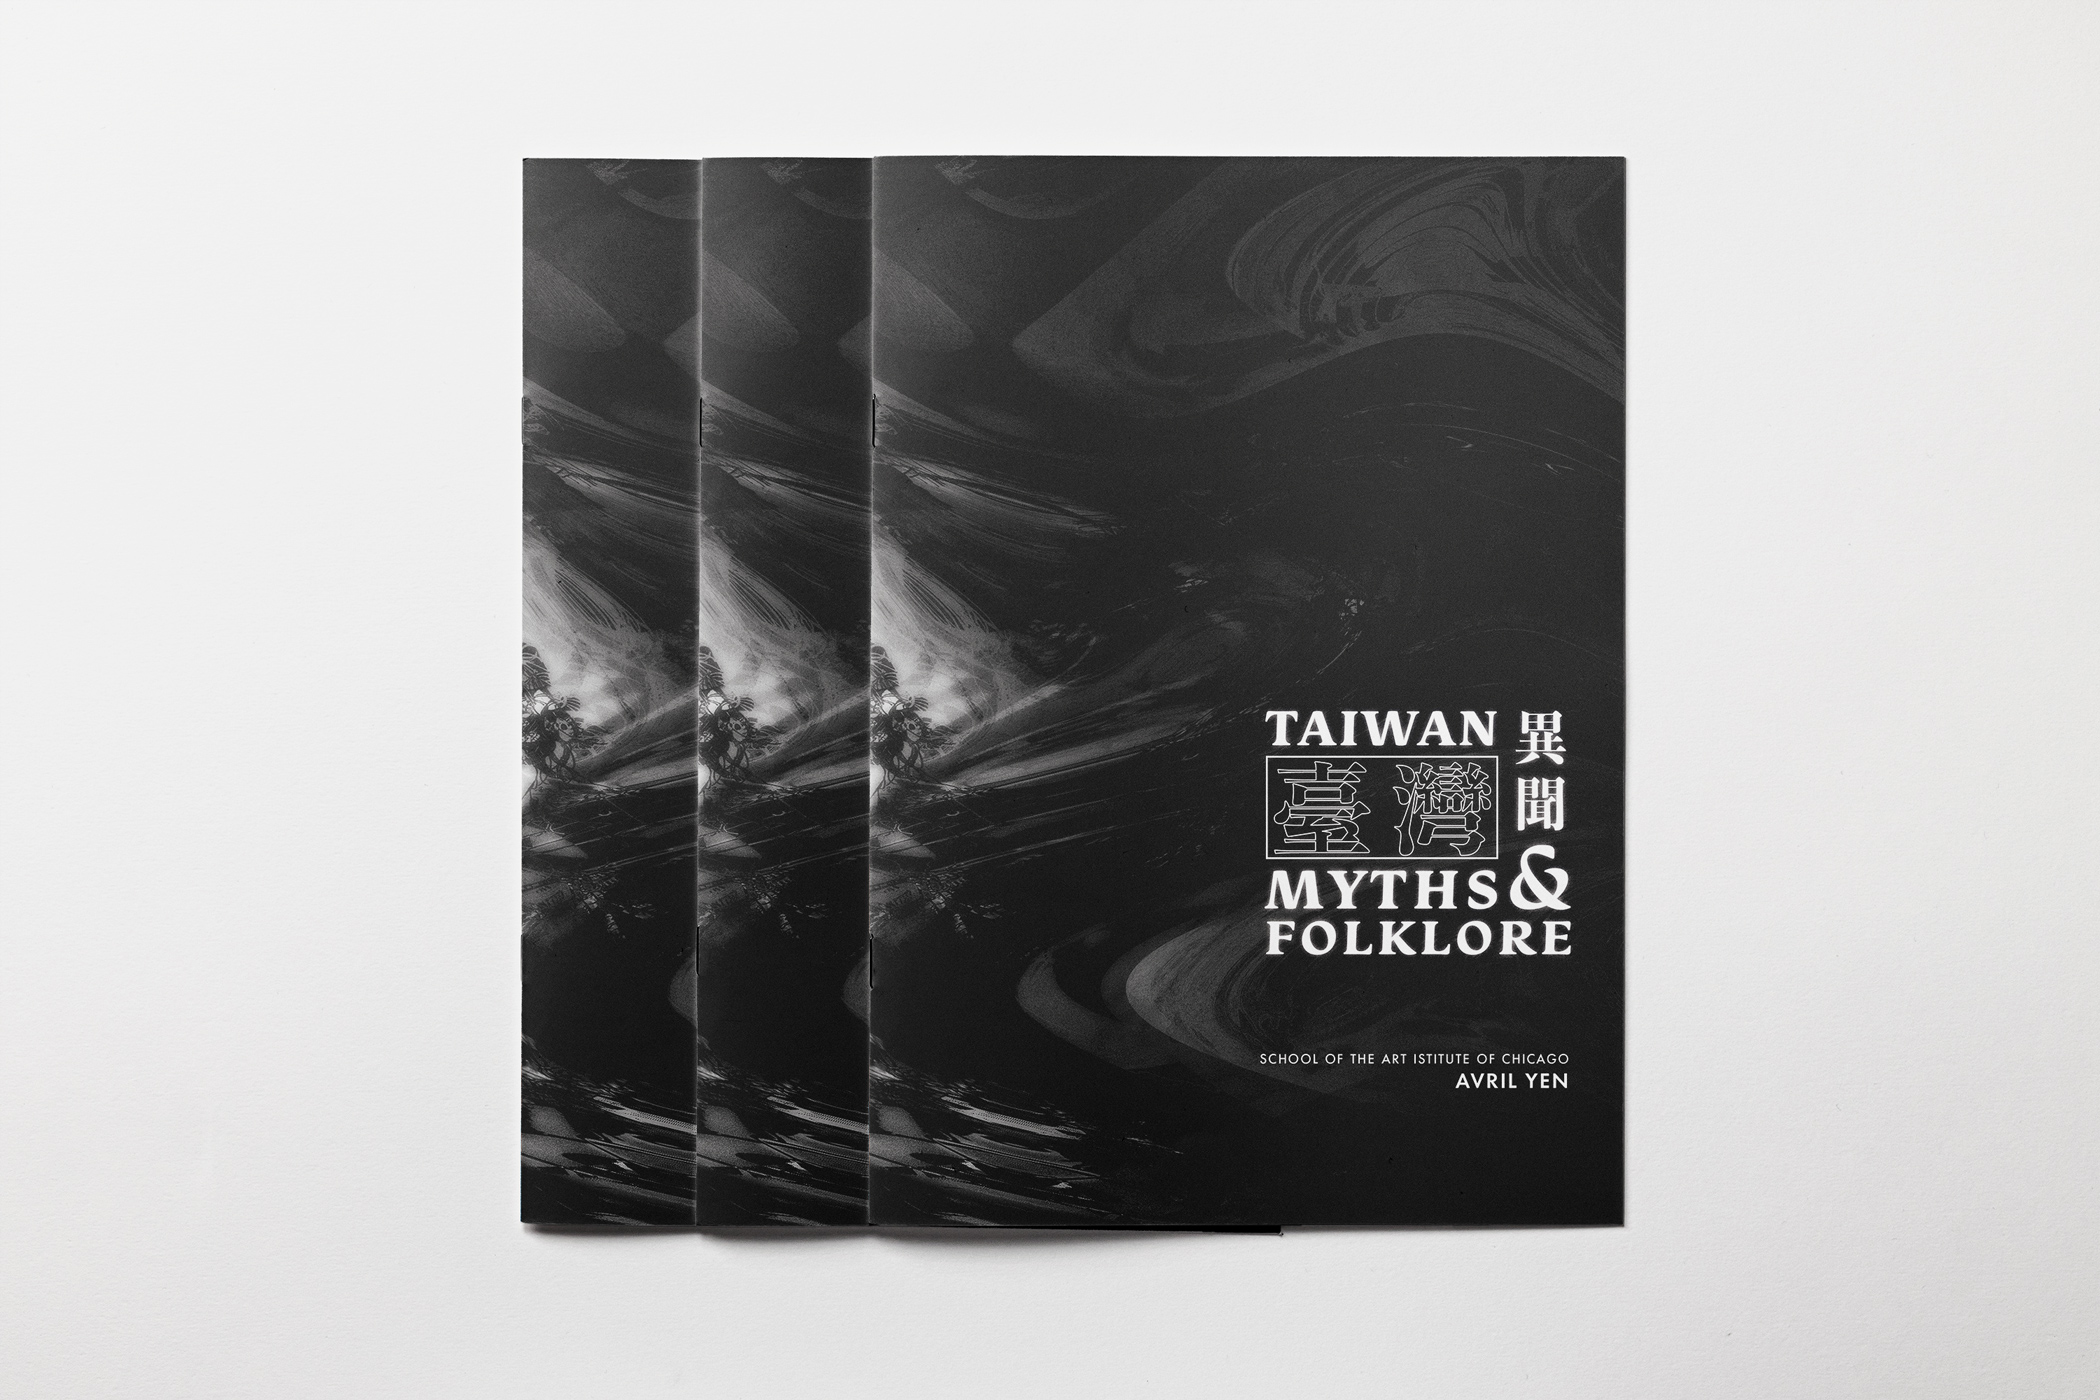 TAIWAN
臺灣
異聞
MYTHS &
FOLKLORE
SCHOOL OF THE ART ISTITUTE OF CHICAGO
AVRIL YEN